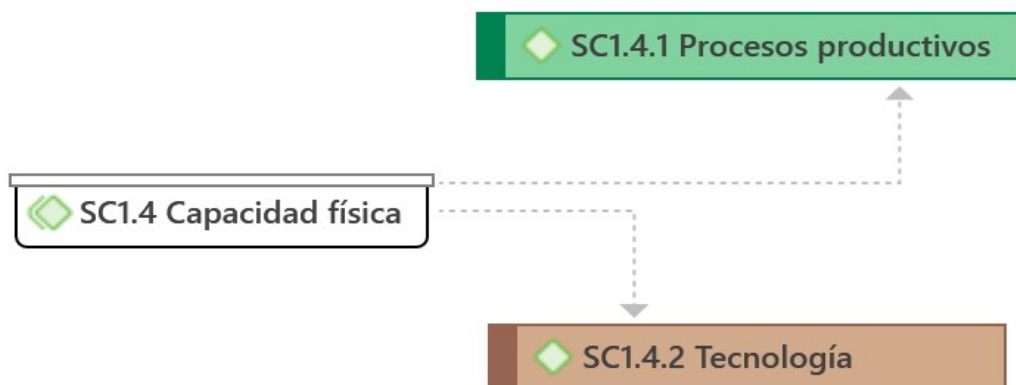 SC1.4.1 Procesos productivos
SC1.4 Capacidad física
SC1.4.2 Tecnología